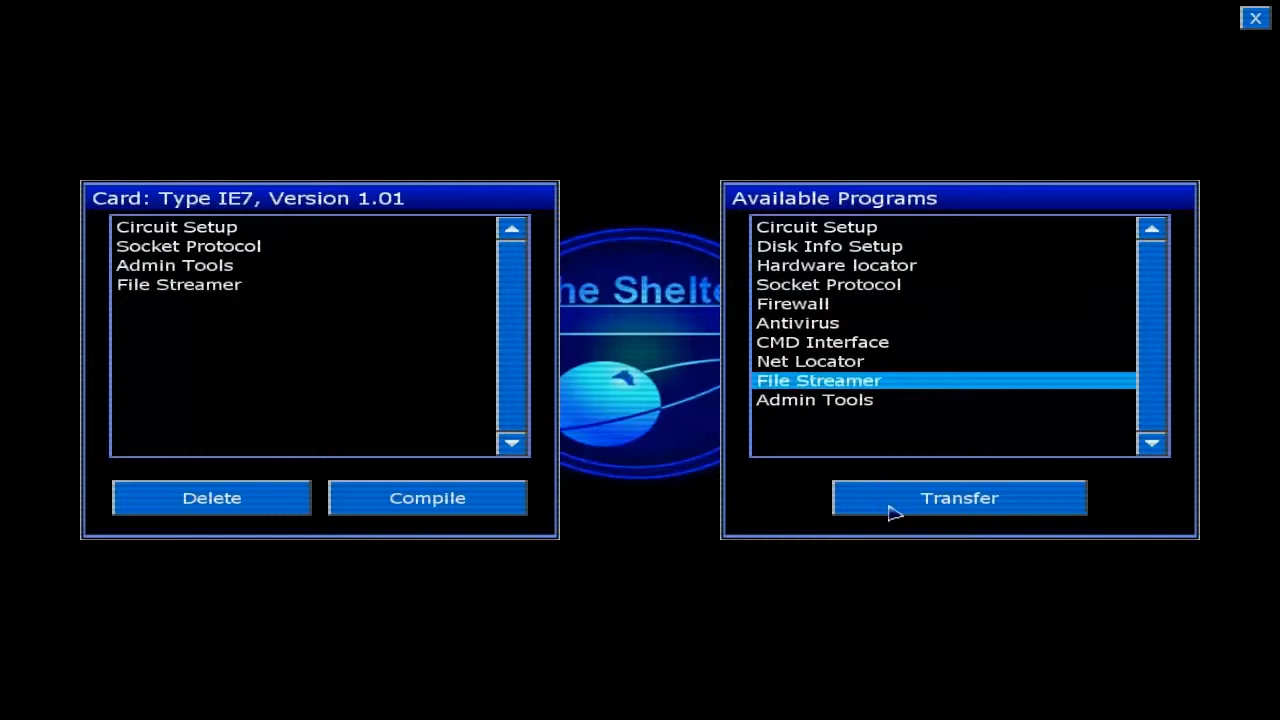 X
Card: Type IE7, Version 1.01
Circuit Setup
Socket Protocol
Admin Tools
File Streamer
Delete
Compile
he Shelte
Available Programs
Circuit Setup
Disk Info Setup
Hardware locator
Socket Protocol
Firewall
Antivirus
CMD Interface
Net Locator
File Streamer
Admin Tools
Transfer